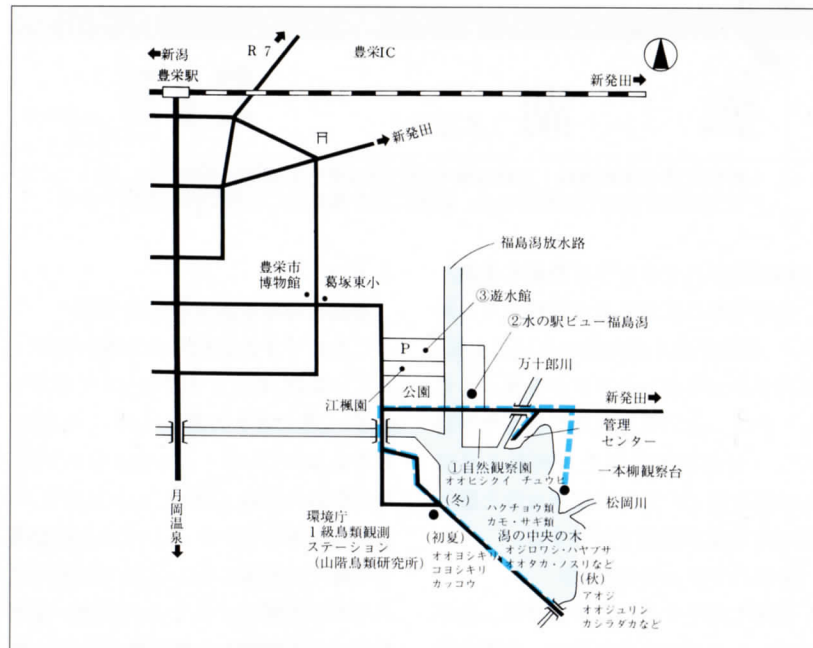 新潟
R 7
豊栄IC
豊栄駅
新発田
新発田
福島潟放水路
豊栄市
博物館
葛塚東小
③遊水館
②水の駅ビュー福島潟
P
万十郎川
江楓園
公園
新発田
管理
センター
①自然観察園
オオヒシクイ チュウヒ
(冬)
一本柳観察台
松岡川
ハクチョウ類
カモ・サギ類
月岡温泉
環境庁
1級鳥類観測
ステーション
(山階鳥類研究所)
(初夏)
オオヨシキリ
コヨシキリ
カッコウ
潟の中央の木
オジロワシ・ハヤブサ
オオタカ・ノスリなど
(秋)
アオジ
オオジュリン
カシラダカなど